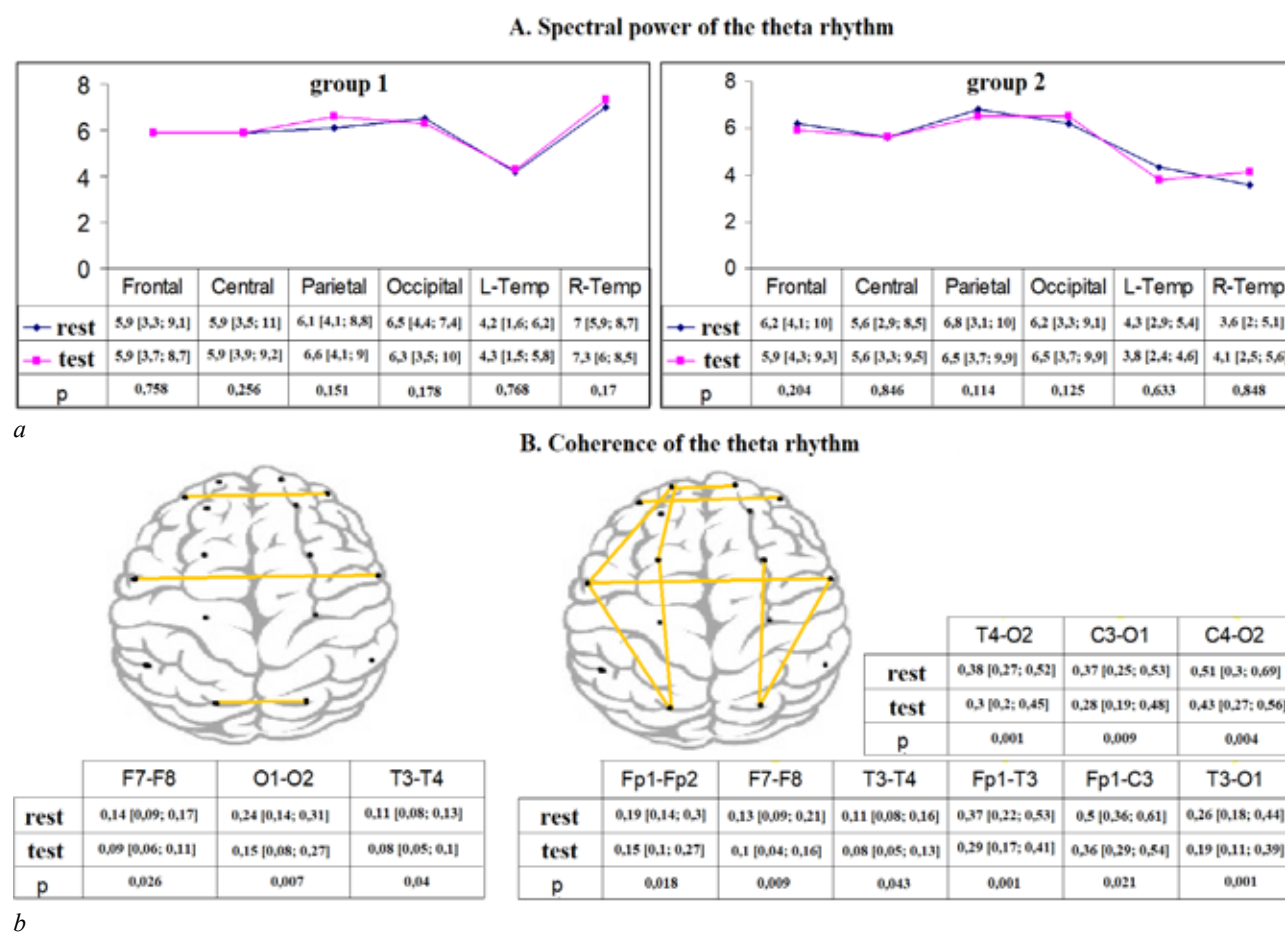 A. Spectral power of the theta rhythm
group 1
8
6
4
2
0
Frontal Central Parietal Occipital L-Temp R-Temp
rest 5,9 [3,3; 9,1] 5,9 [3,5; 11] 6,1 [4,1; 8,8] 6,5 [4,4; 7,4] 4,2 [1,6; 6,2] 7 [5,9; 8,7]
test 5,9 [3,7; 8,7] 5,9 [3,9; 9,2] 6,6 [4,1; 9] 6,3 [3,5; 10] 4,3 [1,5; 5,8] 7,3 [6; 8,5]
p 0,758 0,256 0,151 0,178 0,768 0,17
group 2
8
6
4
2
0
Frontal Central Parietal Occipital L-Temp R-Temp
rest 6,2 [4,1; 10] 5,6 [2,9; 8,5] 6,8 [3,1; 10] 6,2 [3,3; 9,1] 4,3 [2,9; 5,4] 3,6 [2; 5,1]
test 5,9 [4,3; 9,3] 5,6 [3,3; 9,5] 6,5 [3,7; 9,9] 6,5 [3,7; 9,9] 3,8 [2,4; 4,6] 4,1 [2,5; 5,6]
p 0,204 0,846 0,114 0,125 0,633 0,848
a
B. Coherence of the theta rhythm
T4-O2 C3-O1 C4-O2
rest 0,38 [0,27; 0,52] 0,37 [0,25; 0,53] 0,51 [0,3; 0,69]
test 0,3 [0,2; 0,45] 0,28 [0,19; 0,48] 0,43 [0,27; 0,56]
p 0,001 0,009 0,004
F7-F8 O1-O2 T3-T4
rest 0,14 [0,09; 0,17] 0,24 [0,14; 0,31] 0,11 [0,08; 0,13]
test 0,09 [0,06; 0,11] 0,15 [0,08; 0,27] 0,08 [0,05; 0,1]
p 0,026 0,007 0,04
Fp1-Fp2 F7-F8 T3-T4 Fp1-T3 Fp1-C3 T3-O1
rest 0,19 [0,14; 0,3] 0,13 [0,09; 0,21] 0,11 [0,08; 0,16] 0,37 [0,22; 0,53] 0,5 [0,36; 0,61] 0,26 [0,18; 0,44]
test 0,15 [0,1; 0,27] 0,1 [0,04; 0,16] 0,08 [0,05; 0,13] 0,29 [0,17; 0,41] 0,36 [0,29; 0,54] 0,19 [0,11; 0,39]
p 0,018 0,009 0,043 0,001 0,021 0,001
b